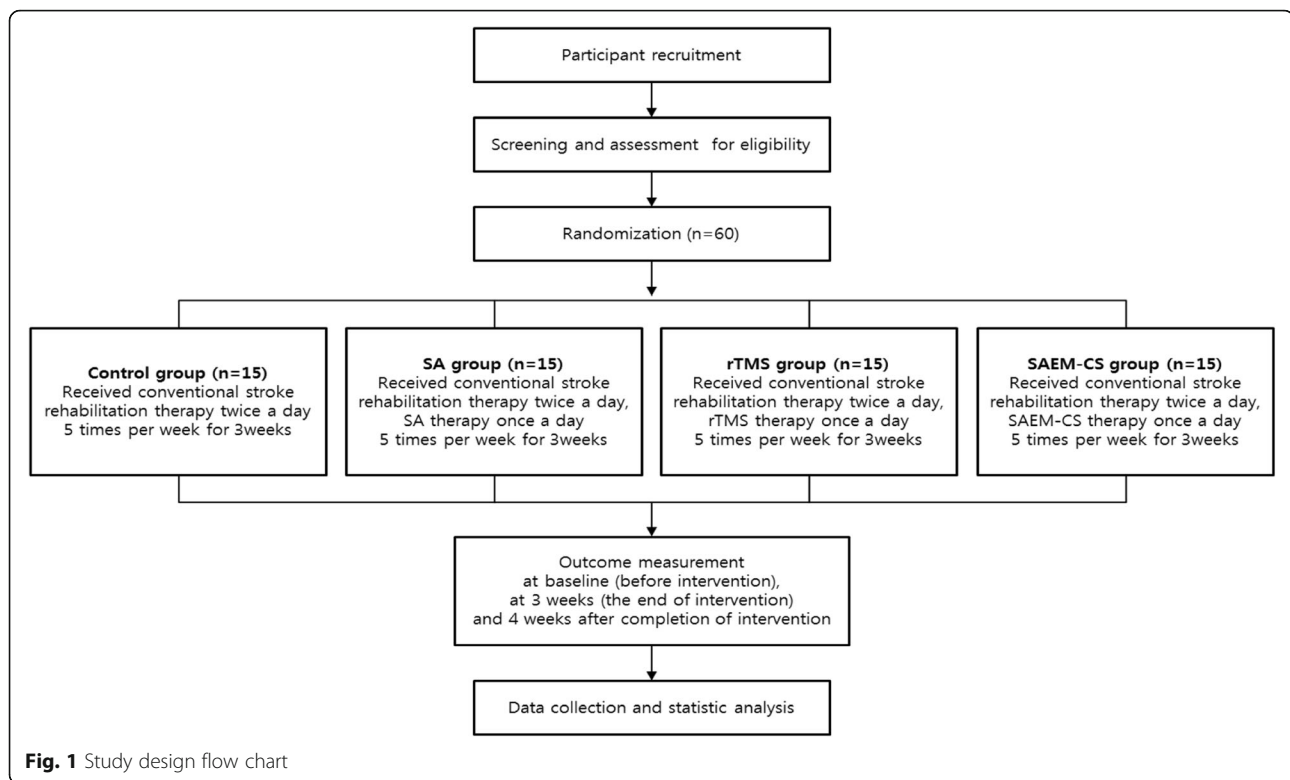 Participant recruitment
Screening and assessment for eligibility
Randomization (n=60)
Control group (n=15)
Received conventional stroke
rehabilitation therapy twice a day
5 times per week for 3weeks
SA group (n=15)
Received conventional stroke
rehabilitation therapy twice a day,
SA therapy once a day
5 times per week for 3weeks
rTMS group (n=15)
Received conventional stroke
rehabilitation therapy twice a day,
rTMS therapy once a day
5 times per week for 3weeks
SAEM-CS group (n=15)
Received conventional stroke
rehabilitation therapy twice a day,
SAEM-CS therapy once a day
5 times per week for 3weeks
Outcome measurement
at baseline (before intervention),
at 3 weeks (the end of intervention)
and 4 weeks after completion of intervention
Data collection and statistic analysis
Fig. 1 Study design flow chart